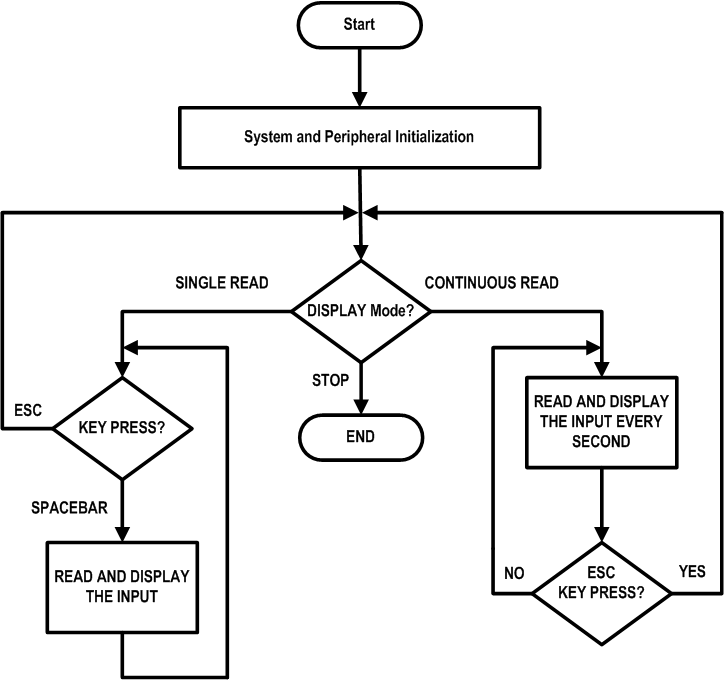 Start
System and Peripheral Initialization
SINGLE READ
CONTINUOUS READ
DISPLAY Mode?
STOP
END
ESC
KEY PRESS?
SPACEBAR
READ AND DISPLAY
THE INPUT
READ AND DISPLAY
THE INPUT EVERY
SECOND
NO
ESC
KEY PRESS?
YES